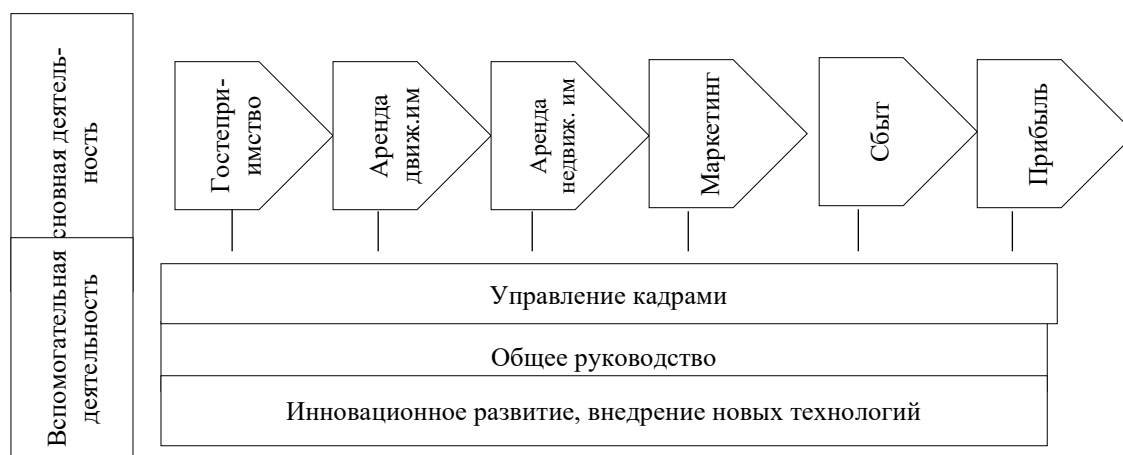 сновная деятель-
ность
Гостепри-
имство
Аренда
движ.им
Аренда
недвиж. им
Маркетинг
Сбыт
Прибыль
Вспомогательная
деятельность
Управление кадрами
Общее руководство
Инновационное развитие, внедрение новых технологий